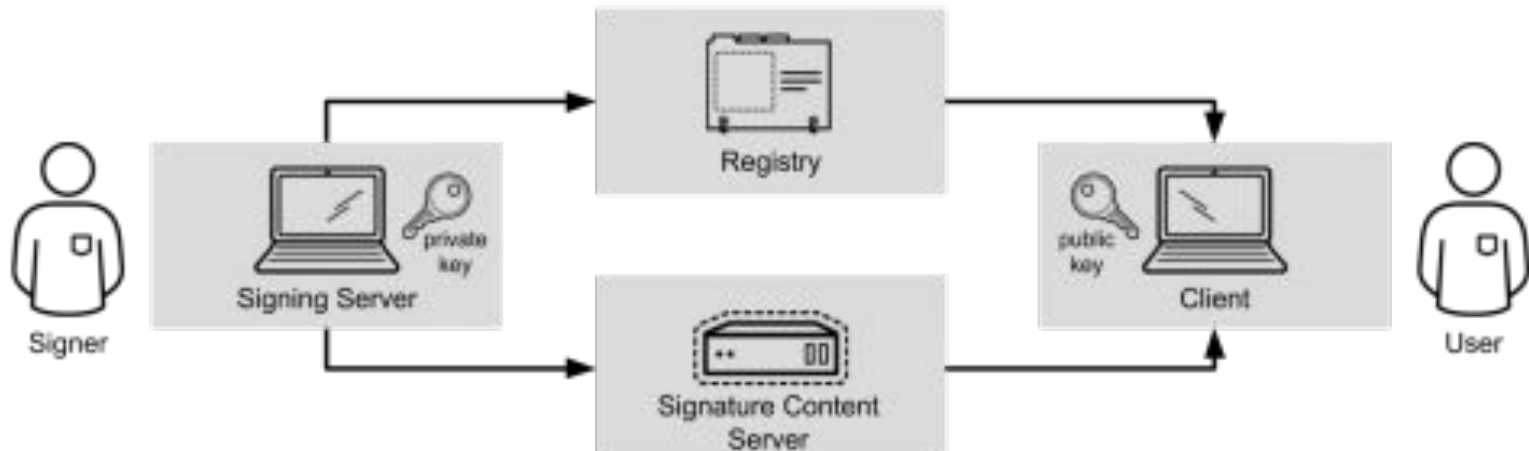 Registry
private
key
public
key
Signing Server
Client
Signer
User
Signature Content
Server